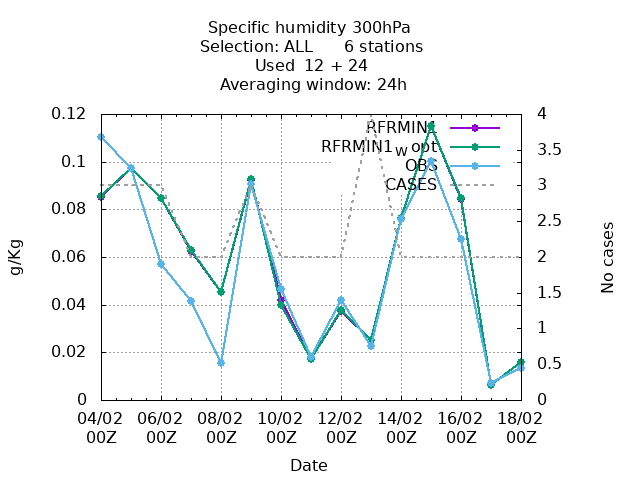 Specific humidity 300hPa
Selection: ALL 6 stations
Used 12 + 24
Averaging window: 24h
0.12
0.1
0.08
0.06
0.04
0.02
0
g/Kg
4
3.5
3
2.5
2
1.5
1
0.5
0
No cases
RFRMIN1
RFRMIN1w opt
OBS
CASES
04/02 06/02 08/02 10/02 12/02 14/02 16/02 18/02
00Z 00Z 00Z 00Z 00Z 00Z 00Z 00Z
Date